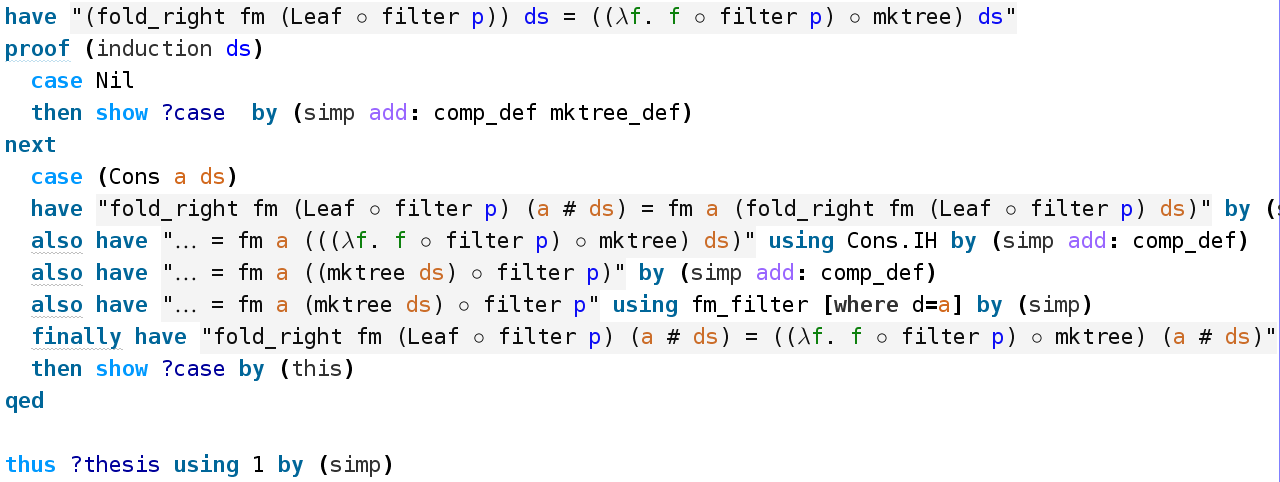 have "(fold_right fm (Leaf ∘ filter p)) ds = ((λf. f ∘ filter p) ∘ mktree) ds"
proof (induction ds)
case Nil
then show ?case by (simp add: comp_def mktree_def)
next
case (Cons a ds)
have "fold_right fm (Leaf ∘ filter p) (a # ds) = fm a (fold_right fm (Leaf ∘ filter p) ds)" by (
also have "... = fm a (((λf. f ∘ filter p) ∘ mktree) ds)" using Cons.IH by (simp add: comp_def)
also have "... = fm a ((mktree ds) ∘ filter p)" by (simp add: comp_def)
also have "... = fm a (mktree ds) ∘ filter p" using fm_filter [where d=a] by (simp)
finally have "fold_right fm (Leaf ∘ filter p) (a # ds) = ((λf. f ∘ filter p) ∘ mktree) (a # ds)"
then show ?case by (this)
qed
thus ?thesis using 1 by (simp)